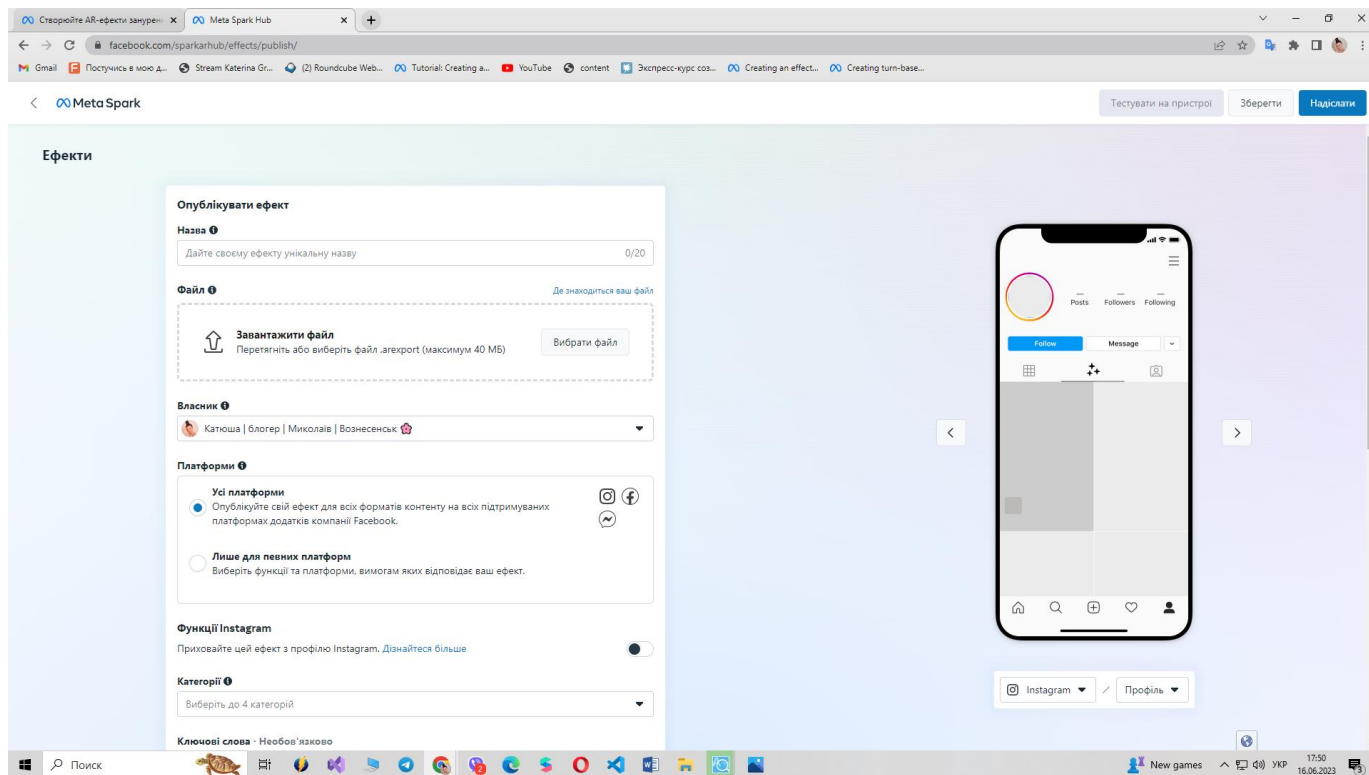 Створюйте AR-ефекти занурен
Meta Spark Hub
facebook.com/sparkarhub/effects/publish/
Gmail
Постучись в мою д...
Stream Katerina Gr...
(2) Roundcube Web...
Tutorial: Creating a...
YouTube
content
Экспресс-курс соз...
Creating an effect...
Creating turn-base...
Meta Spark
Тестувати на пристрої
Зберегти
Надіслати
Ефекти
Опублікувати ефект
Назва
Дайте своєму ефекту унікальну назву
0/20
Файл
Де знаходиться ваш файл
Завантажити файл
Перетягніть або виберіть файл .arexport (максимум 40 МБ)
Вибрати файл
Власник
Катюша | блогер | Миколаїв | Вознесенськ 🌸
Платформи
Усі платформи
Опублікуйте свій ефект для всіх форматів контенту на всіх підтримуваних
платформах додатків компанії Facebook.
Лише для певних платформ
Виберіть функції та платформи, вимогам яких відповідає ваш ефект.
Функції Instagram
Приховайте цей ефект з профілю Instagram. Дізнайтеся більше
Категорії
Виберіть до 4 категорій
Ключові слова · Необов'язково
Posts
Followers
Following
Follow
Message
Instagram
/
Профіль
Поиск
2
New games
УКР
17:50
16.06.2023
3